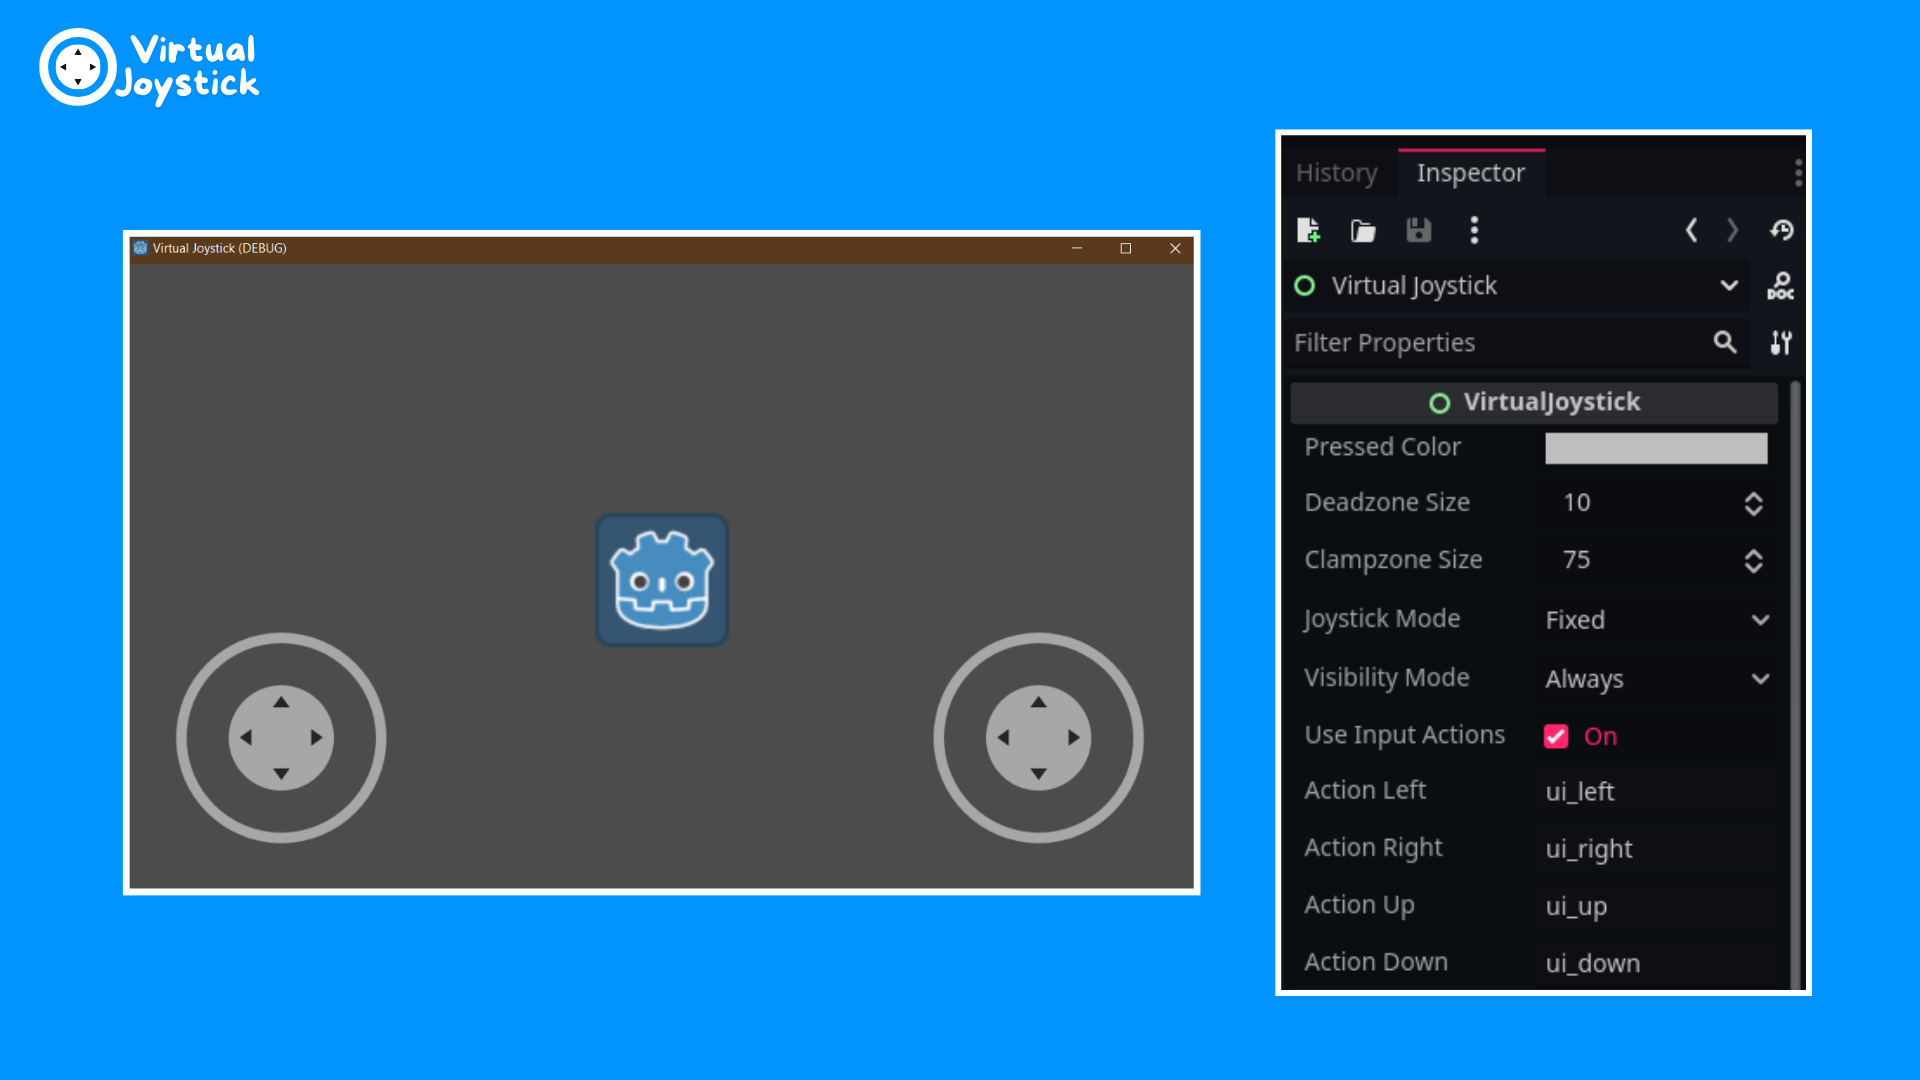 Virtual
Joystick
Virtual Joystick (DEBUG)
History Inspector
Virtual Joystick
DOC
Filter Properties
VirtualJoystick
Pressed Color
Deadzone Size 10
Clampzone Size 75
Joystick Mode Fixed
Visibility Mode Always
Use Input Actions On
Action Left ui_left
Action Right ui_right
Action Up ui_up
Action Down ui_down